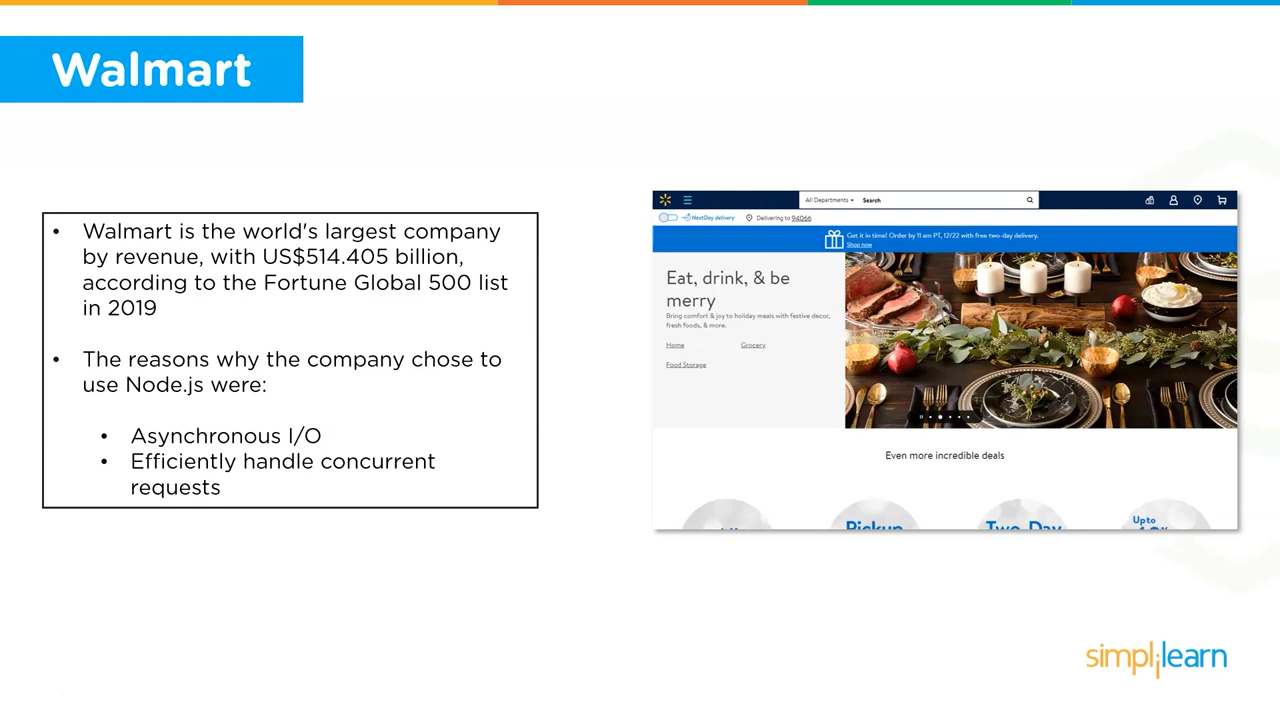 Walmart
• Walmart is the world's largest company
by revenue, with US$514.405 billion,
according to the Fortune Global 500 list
in 2019
• The reasons why the company chose to
use Node.js were:
• Asynchronous I/O
• Efficiently handle concurrent
requests
All Departments Search
NextDay delivery Delivering to 94066
Get it in time! Order by 11 am PT, 12/22 with free two-day delivery.
Shop now
Eat, drink, & be
merry
Bring comfort & joy to holiday meals with festive decor,
fresh foods, & more.
Home Grocery
Food Storage
Even more incredible deals
Pickup Two-Day Up to
simplilearn